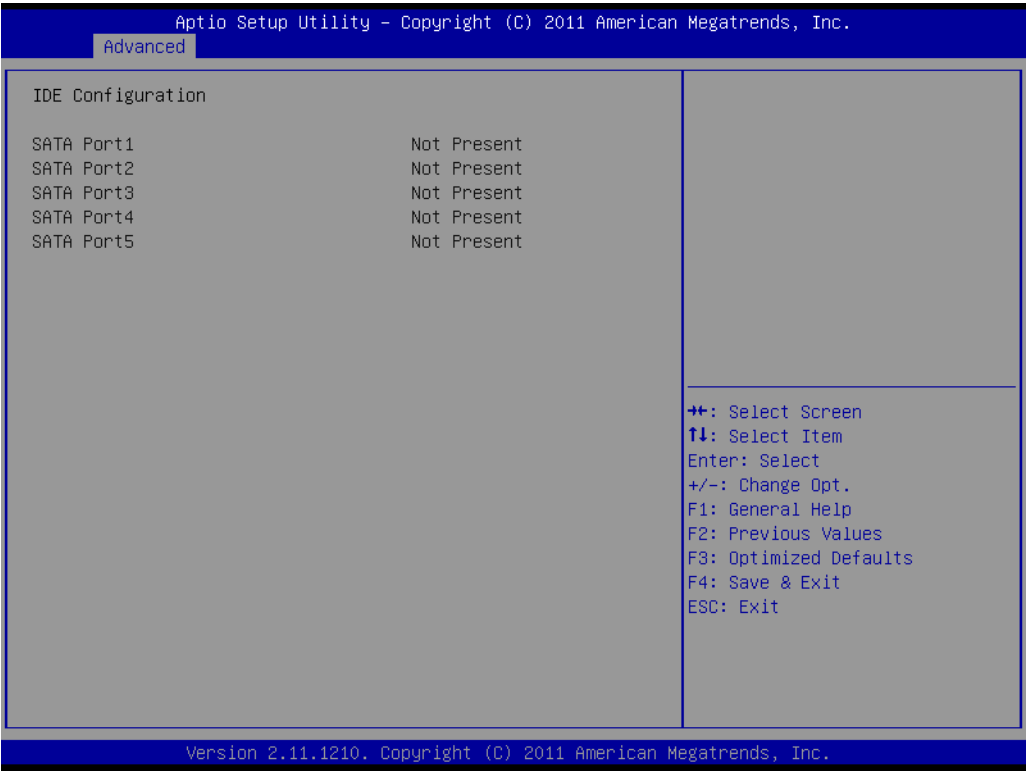 Aptio Setup Utility – Copyright (C) 2011 American Megatrends, Inc.
Advanced
IDE Configuration
SATA Port1 Not Present
SATA Port2 Not Present
SATA Port3 Not Present
SATA Port4 Not Present
SATA Port5 Not Present
→←: Select Screen
↑↓: Select Item
Enter: Select
+/-: Change Opt.
F1: General Help
F2: Previous Values
F3: Optimized Defaults
F4: Save & Exit
ESC: Exit
Version 2.11.1210. Copyright (C) 2011 American Megatrends, Inc.